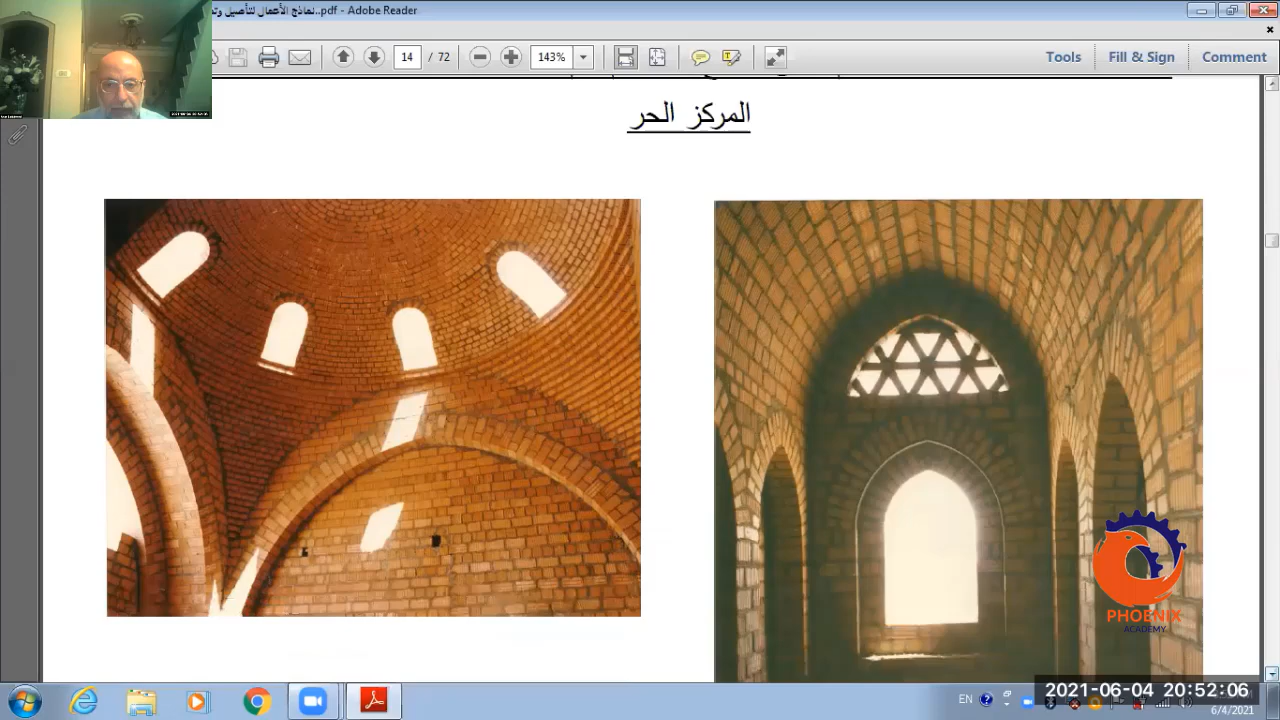 نماذج الأعمال لتأصيل وتح...pdf - Adobe Reader
14 / 72
143%
Tools
Fill & Sign
Comment
المركز الحر
PHOENIX
ACADEMY
EN
2021-06-04 20:52:06
6/4/2021